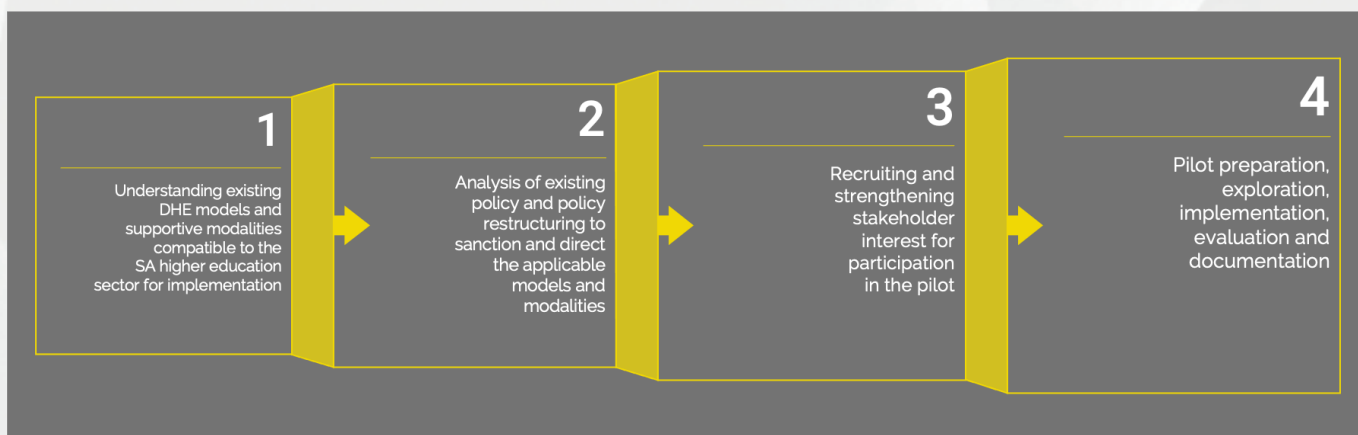 1
Understanding existing
DHE models and
supportive modalities
compatible to the
SA higher education
sector for implementation
2
Analysis of existing
policy and policy
restructuring to
sanction and direct
the applicable
models and
modalities
3
Recruiting and
strengthening
stakeholder
interest for
participation
in the pilot
4
Pilot preparation,
exploration,
implementation,
evaluation and
documentation